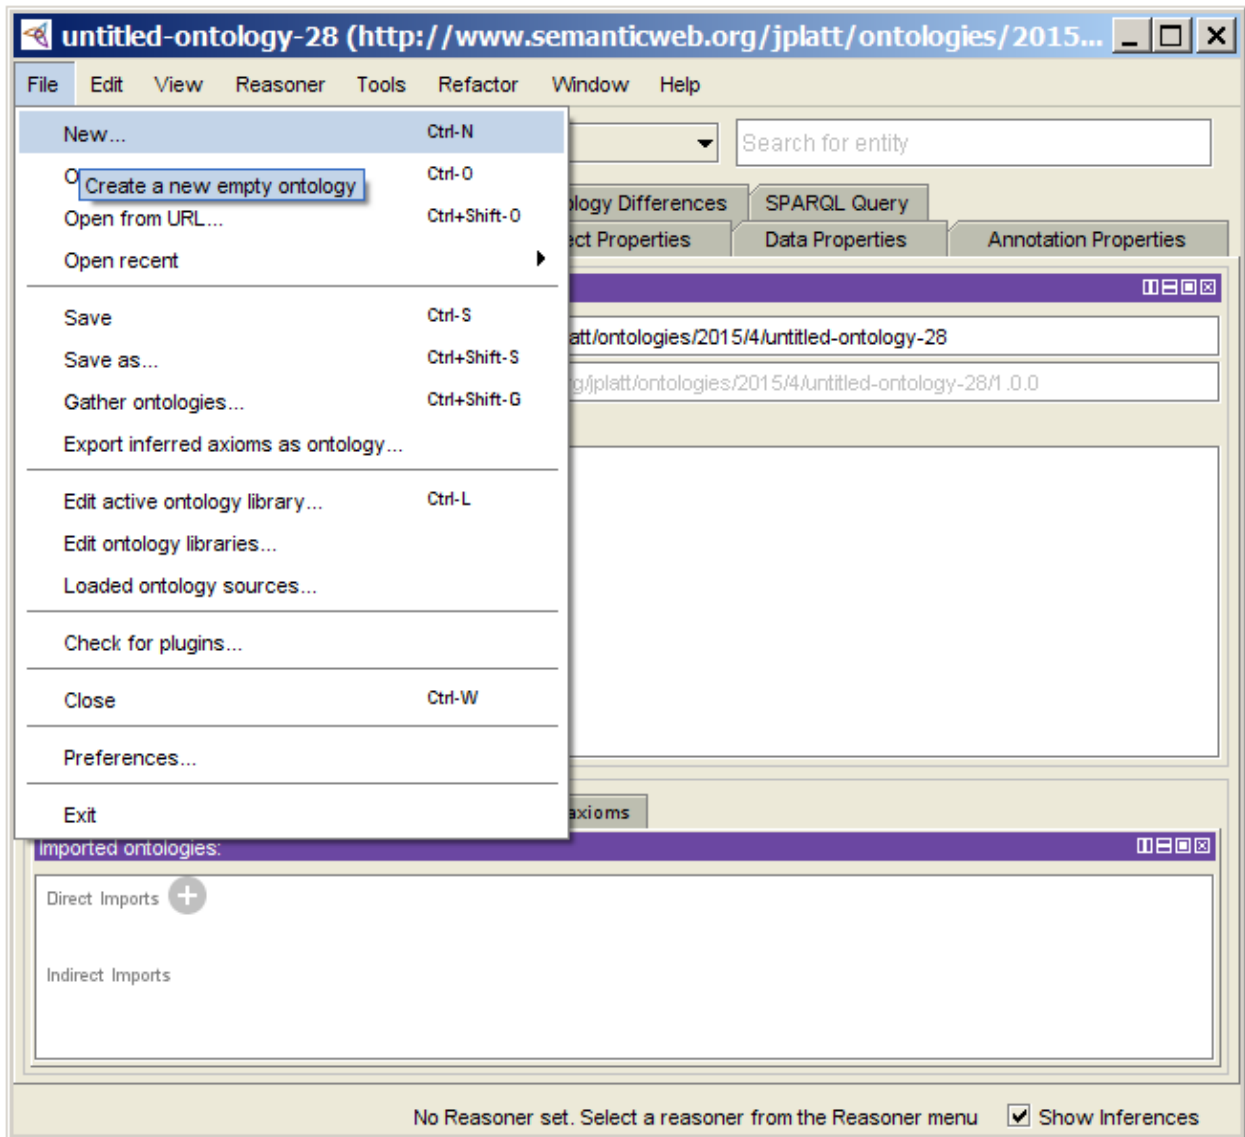 untitled-ontology-28 (http://www.semanticweb.org/jplatt/ontologies/2015...
File Edit View Reasoner Tools Refactor Window Help
New... Ctrl-N
Search for entity
O Ctrl-O
Create a new empty ontology
ology Differences SPARQL Query
Open from URL... Ctrl+Shift-O
ect Properties Data Properties Annotation Properties
Open recent
Save Ctrl-S
att/ontologies/2015/4/untitled-ontology-28
Save as... Ctrl+Shift-S
g/jplatt/ontologies/2015/4/untitled-ontology-28/1.0.0
Gather ontologies... Ctrl+Shift-G
Export inferred axioms as ontology...
Edit active ontology library... Ctrl-L
Edit ontology libraries...
Loaded ontology sources...
Check for plugins...
Close Ctrl-W
Preferences...
Exit
axioms
Imported ontologies:
Direct Imports
Indirect Imports
No Reasoner set. Select a reasoner from the Reasoner menu Show Inferences